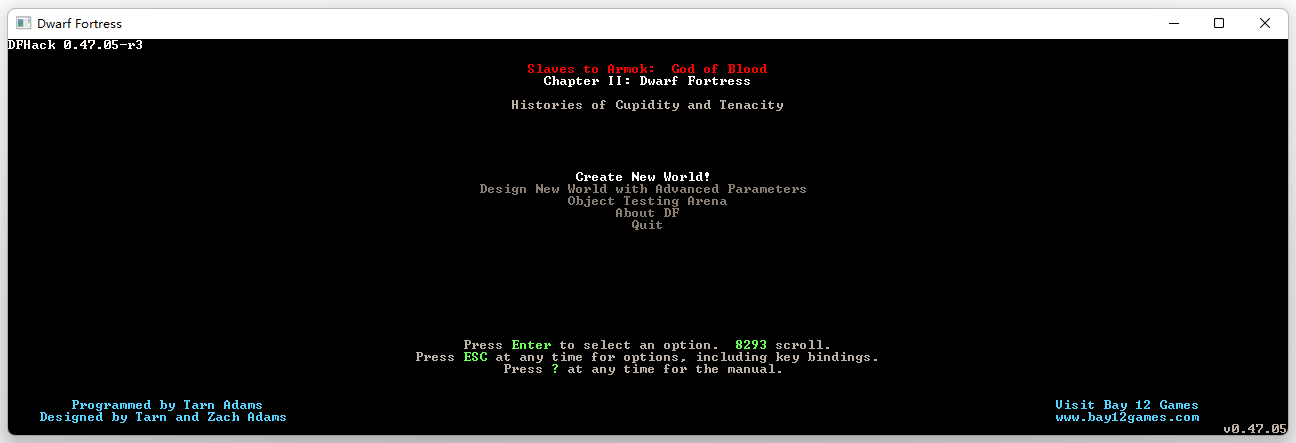 Dwarf Fortress
DFHack 0.47.05-r3
Slaves to Armok: God of Blood
Chapter II: Dwarf Fortress
Histories of Cupidity and Tenacity
Create New World!
Design New World with Advanced Parameters
Object Testing Arena
About DF
Quit
Press Enter to select an option. 8293 scroll.
Press ESC at any time for options, including key bindings.
Press ? at any time for the manual.
Programmed by Tarn Adams
Designed by Tarn and Zach Adams
Visit Bay 12 Games
www.bay12games.com
v0.47.05